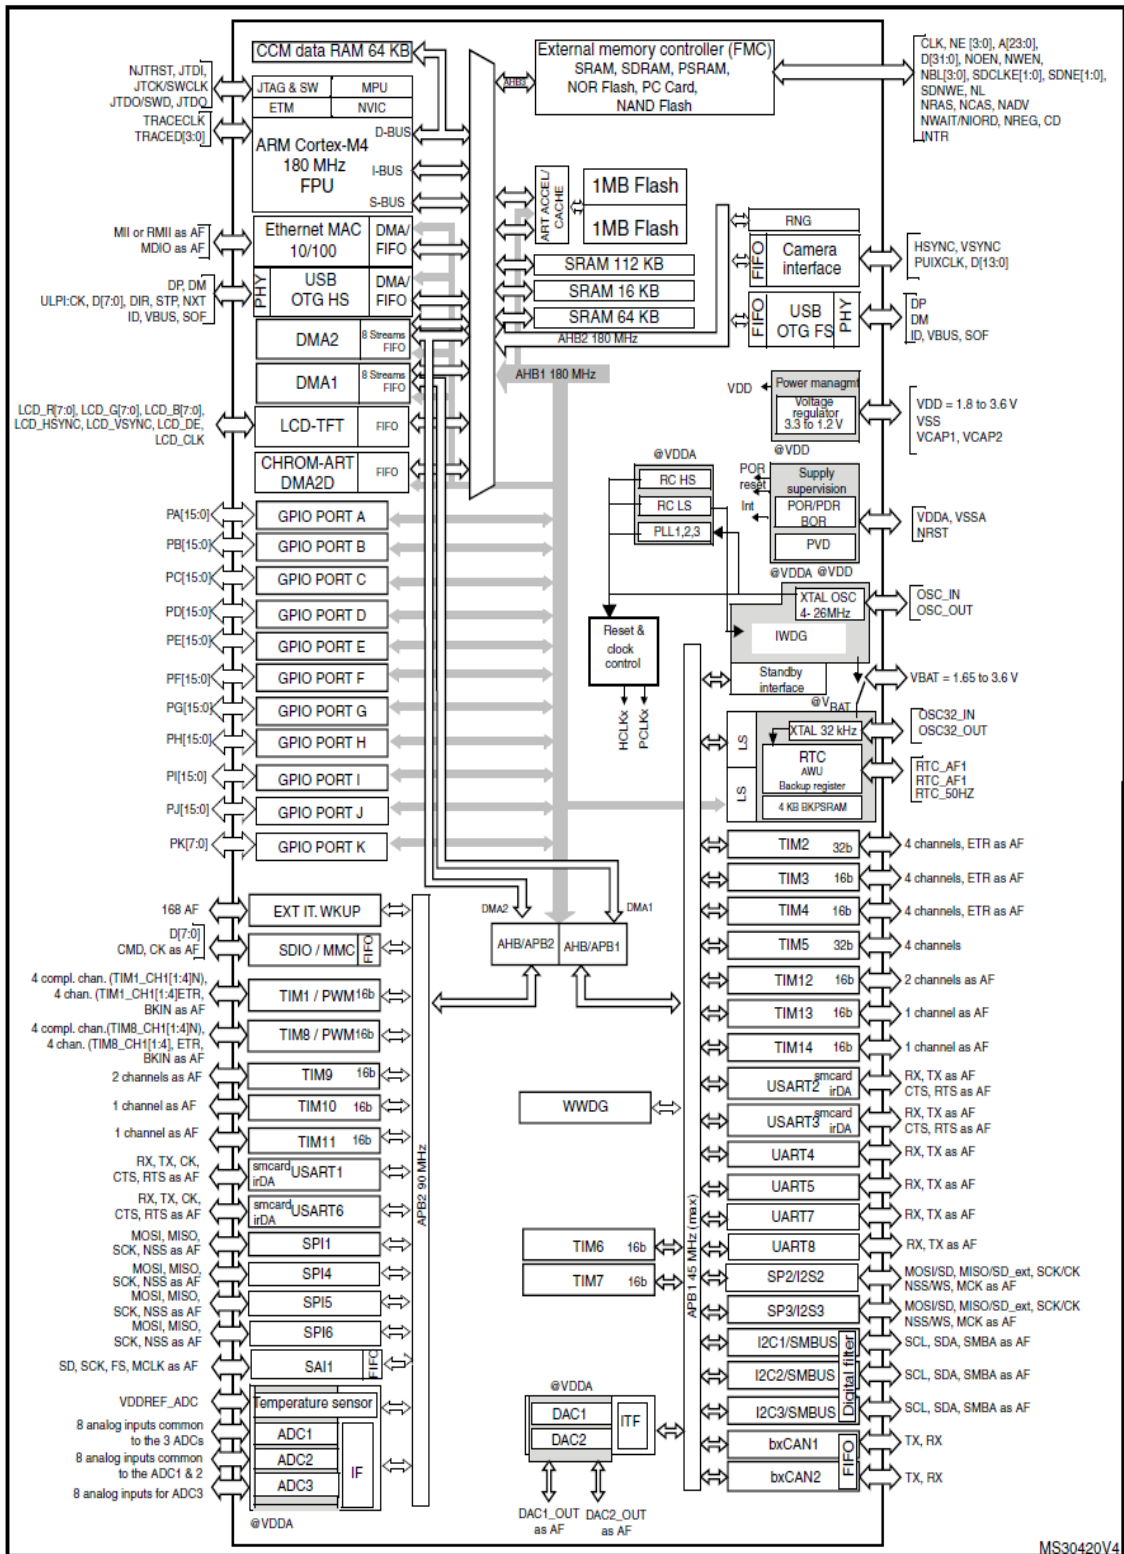 CCM data RAM 64 KB
External memory controller (FMC)
SRAM, SDRAM, PSRAM,
NOR Flash, PC Card,
NAND Flash
AHB3
CLK, NE [3:0], A[23:0],
D[31:0], NOEN, NWEN,
NBL[3:0], SDCLKE[1:0], SDNE[1:0],
SDNWE, NL
NRAS, NCAS, NADV
NWAIT/NIORD, NREG, CD
INTR
NJTRST, JTDI,
JTCK/SWCLK
JTDO/SWD, JTDO
TRACECLK
TRACED[3:0]
JTAG & SW
MPU
ETM
NVIC
ARM Cortex-M4
180 MHz
FPU
D-BUS
I-BUS
S-BUS
ART ACCEL/
CACHE
1MB Flash
1MB Flash
SRAM 112 KB
SRAM 16 KB
SRAM 64 KB
AHB2 180 MHz
AHB1 180 MHz
MII or RMII as AF
MDIO as AF
Ethernet MAC
10/100
DMA/
FIFO
DP, DM
ULPI:CK, D[7:0], DIR, STP, NXT
ID, VBUS, SOF
PHY
USB
OTG HS
DMA/
FIFO
DMA2
8 Streams
FIFO
DMA1
8 Streams
FIFO
LCD_R[7:0], LCD_G[7:0], LCD_B[7:0],
LCD_HSYNC, LCD_VSYNC, LCD_DE,
LCD_CLK
LCD-TFT
FIFO
CHROM-ART
DMA2D
FIFO
RNG
FIFO
Camera
interface
HSYNC, VSYNC
PUIXCLK, D[13:0]
FIFO
USB
OTG FS
PHY
DP
DM
ID, VBUS, SOF
VDD
Power managmt
Voltage
regulator
3.3 to 1.2 V
@VDD
VDD = 1.8 to 3.6 V
VSS
VCAP1, VCAP2
@VDDA
RC HS
RC LS
PLL1,2,3
POR
reset
Int
Supply
supervision
POR/PDR
BOR
PVD
@VDDA @VDD
VDDA, VSSA
NRST
XTAL OSC
4- 26MHz
IWDG
OSC_IN
OSC_OUT
Reset &
clock
control
HCLKx
PCLKx
Standby
interface
@VBAT
VBAT = 1.65 to 3.6 V
OSC32_IN
OSC32_OUT
LS
LS
XTAL 32 kHz
RTC
AWU
Backup register
4 KB BKPSRAM
RTC_AF1
RTC_AF1
RTC_50HZ
PA[15:0]
GPIO PORT A
PB[15:0]
GPIO PORT B
PC[15:0]
GPIO PORT C
PD[15:0]
GPIO PORT D
PE[15:0]
GPIO PORT E
PF[15:0]
GPIO PORT F
PG[15:0]
GPIO PORT G
PH[15:0]
GPIO PORT H
PI[15:0]
GPIO PORT I
PJ[15:0]
GPIO PORT J
PK[7:0]
GPIO PORT K
DMA2
DMA1
AHB/APB2
AHB/APB1
168 AF
EXT IT. WKUP
D[7:0]
CMD, CK as AF
SDIO / MMC
FIFO
4 compl. chan. (TIM1_CH1[1:4]N),
4 chan. (TIM1_CH1[1:4]ETR,
BKIN as AF
TIM1 / PWM 16b
4 compl. chan.(TIM8_CH1[1:4]N),
4 chan. (TIM8_CH1[1:4], ETR,
BKIN as AF
TIM8 / PWM 16b
2 channels as AF
TIM9 16b
1 channel as AF
TIM10 16b
1 channel as AF
TIM11 16b
RX, TX, CK,
CTS, RTS as AF
smcard
irDA
USART1
RX, TX, CK,
CTS, RTS as AF
smcard
irDA
USART6
MOSI, MISO,
SCK, NSS as AF
SPI1
MOSI, MISO,
SCK, NSS as AF
SPI4
MOSI, MISO,
SCK, NSS as AF
SPI5
MOSI, MISO,
SCK, NSS as AF
SPI6
SD, SCK, FS, MCLK as AF
SAI1
FIFO
VDDREF_ADC
Temperature sensor
8 analog inputs common
to the 3 ADCs
8 analog inputs common
to the ADC1 & 2
8 analog inputs for ADC3
ADC1
ADC2
ADC3
IF
@VDDA
APB2 90 MHz
WWDG
TIM6 16b
TIM7 16b
@VDDA
DAC1
DAC2
ITF
DAC1_OUT
as AF
DAC2_OUT
as AF
APB1 45 MHz (max)
TIM2 32b
4 channels, ETR as AF
TIM3 16b
4 channels, ETR as AF
TIM4 16b
4 channels, ETR as AF
TIM5 32b
4 channels
TIM12 16b
2 channels as AF
TIM13 16b
1 channel as AF
TIM14 16b
1 channel as AF
USART2
smcard
irDA
RX, TX as AF
CTS, RTS as AF
USART3
smcard
irDA
RX, TX as AF
CTS, RTS as AF
UART4
RX, TX as AF
UART5
RX, TX as AF
UART7
RX, TX as AF
UART8
RX, TX as AF
SP2/I2S2
MOSI/SD, MISO/SD_ext, SCK/CK
NSS/WS, MCK as AF
SP3/I2S3
MOSI/SD, MISO/SD_ext, SCK/CK
NSS/WS, MCK as AF
I2C1/SMBUS
SCL, SDA, SMBA as AF
I2C2/SMBUS
SCL, SDA, SMBA as AF
I2C3/SMBUS
SCL, SDA, SMBA as AF
Digital filter
bxCAN1
TX, RX
bxCAN2
TX, RX
FIFO
MS30420V4